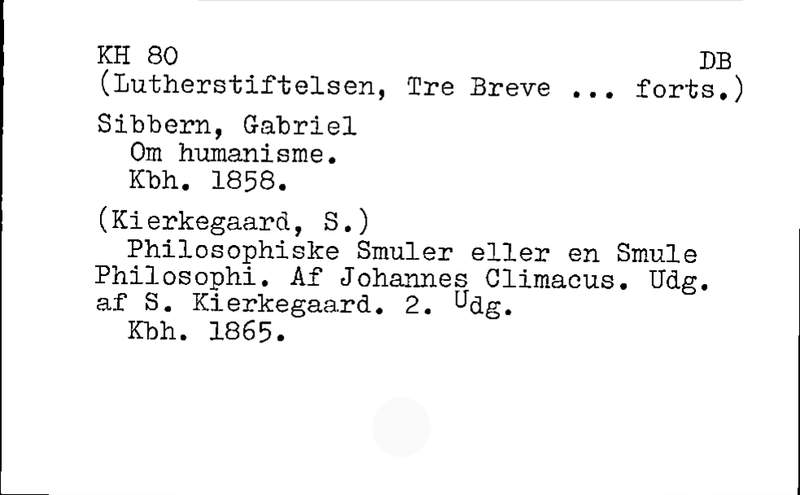 KH 80 DB
(Lutherstiftelsen, Tre Breve ... forts.)
Sibbern, Gabriel
Om humanisme.
Kbh. 1858.
(Kierkegaard, S.)
Philosophiske Smuler eller en Smule
Philosophi. Af Johannes Climacus. Udg.
af S. Kierkegaard. 2. Udg.
Kbh. 1865.